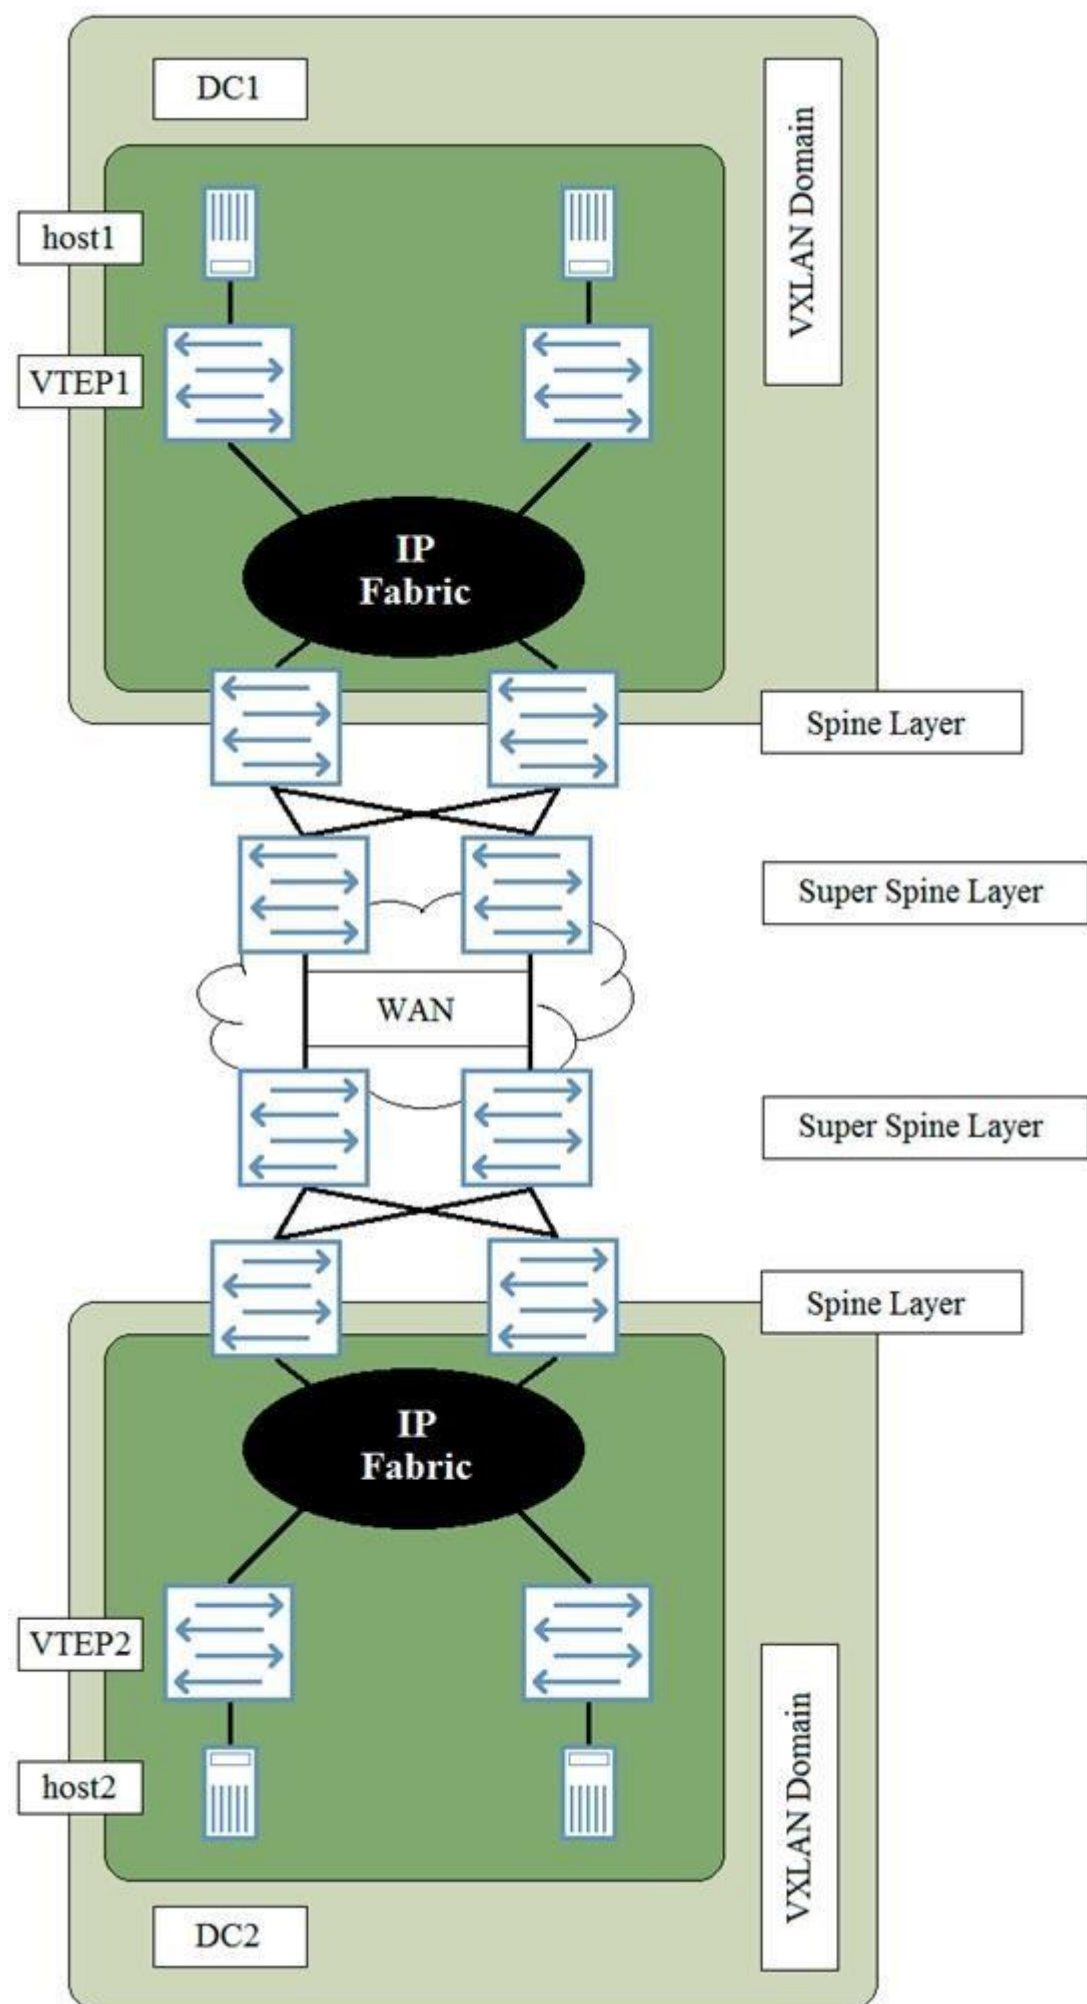 DC1
VXLAN Domain
host1
VTEP1
IP
Fabric
Spine Layer
Super Spine Layer
WAN
Super Spine Layer
Spine Layer
IP
Fabric
VTEP2
host2
VXLAN Domain
DC2